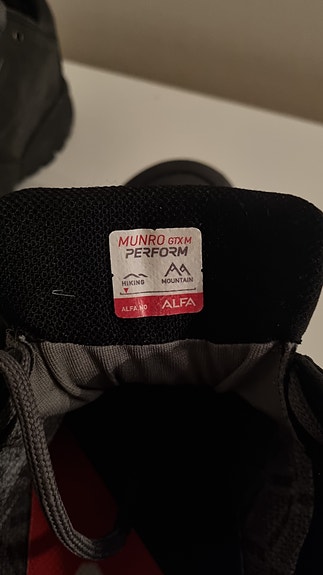 MUNRO GTX M
PERFORM
HIKING MOUNTAIN
ALFA.NO ALFA